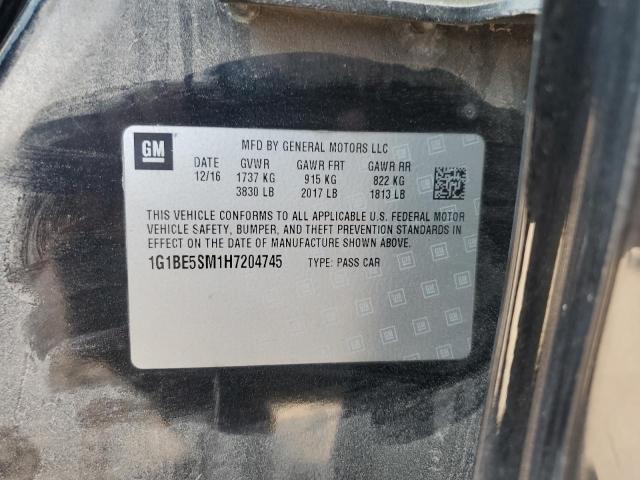 GM
MFD BY GENERAL MOTORS LLC
DATE GVWR GAWR FRT GAWR RR
12/16 1737 KG 915 KG 822 KG
3830 LB 2017 LB 1813 LB
THIS VEHICLE CONFORMS TO ALL APPLICABLE U.S. FEDERAL MOTOR
VEHICLE SAFETY, BUMPER, AND THEFT PREVENTION STANDARDS IN
EFFECT ON THE DATE OF MANUFACTURE SHOWN ABOVE.
1G1BE5SM1H7204745 TYPE: PASS CAR